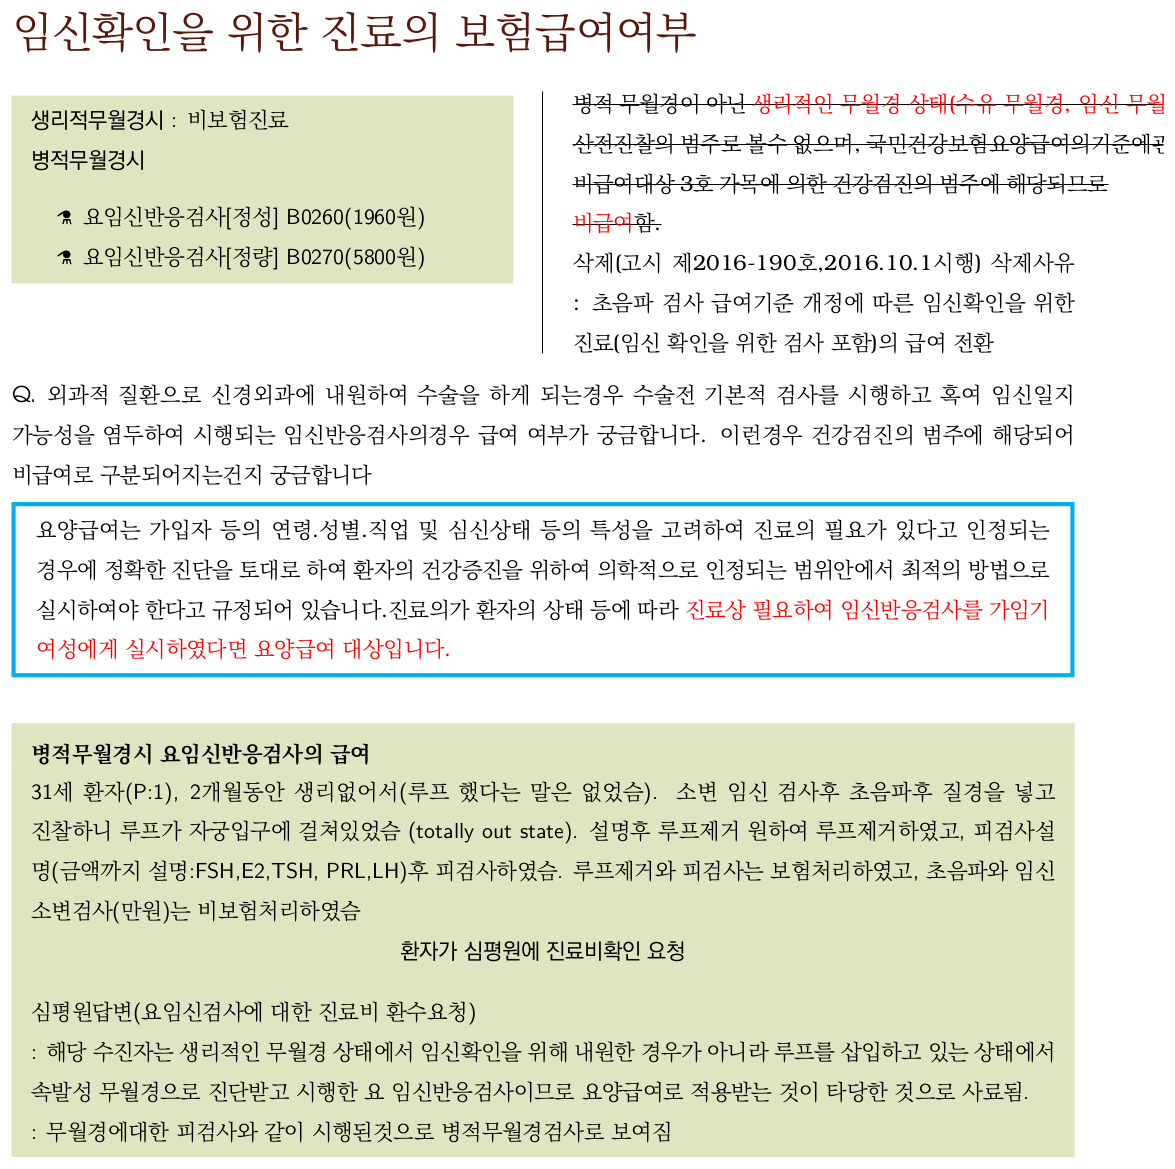 임신확인을 위한 진료의 보험급여여부
생리적무월경시 : 비보험진료
병적무월경시
요임신반응검사[정성] B0260(1960원)
요임신반응검사[정량] B0270(5800원)
병적 무월경이 아닌 생리적인 무월경 상태(수유 무월경, 임신 무월
산전진찰의 범주로 볼수 없으며, 국민건강보험요양급여의기준에관
비급여대상 3호 가목에 의한 건강검진의 범주에 해당되므로
비급여함.
삭제(고시 제2016-190호,2016.10.1시행) 삭제사유
: 초음파 검사 급여기준 개정에 따른 임신확인을 위한
진료(임신 확인을 위한 검사 포함)의 급여 전환
Q. 외과적 질환으로 신경외과에 내원하여 수술을 하게 되는경우 수술전 기본적 검사를 시행하고 혹여 임신일지
가능성을 염두하여 시행되는 임신반응검사의경우 급여 여부가 궁금합니다. 이런경우 건강검진의 범주에 해당되어
비급여로 구분되어지는건지 궁금합니다
요양급여는 가입자 등의 연령.성별.직업 및 심신상태 등의 특성을 고려하여 진료의 필요가 있다고 인정되는
경우에 정확한 진단을 토대로 하여 환자의 건강증진을 위하여 의학적으로 인정되는 범위안에서 최적의 방법으로
실시하여야 한다고 규정되어 있습니다.진료의가 환자의 상태 등에 따라 진료상 필요하여 임신반응검사를 가임기
여성에게 실시하였다면 요양급여 대상입니다.
병적무월경시 요임신반응검사의 급여
31세 환자(P:1), 2개월동안 생리없어서(루프 했다는 말은 없었슴). 소변 임신 검사후 초음파후 질경을 넣고
진찰하니 루프가 자궁입구에 걸쳐있었슴 (totally out state). 설명후 루프제거 원하여 루프제거하였고, 피검사설
명(금액까지 설명:FSH,E2,TSH, PRL,LH)후 피검사하였슴. 루프제거와 피검사는 보험처리하였고, 초음파와 임신
소변검사(만원)는 비보험처리하였슴
환자가 심평원에 진료비확인 요청
심평원답변(요임신검사에 대한 진료비 환수요청)
: 해당 수진자는 생리적인 무월경 상태에서 임신확인을 위해 내원한 경우가 아니라 루프를 삽입하고 있는 상태에서
속발성 무월경으로 진단받고 시행한 요 임신반응검사이므로 요양급여로 적용받는 것이 타당한 것으로 사료됨.
: 무월경에대한 피검사와 같이 시행된것으로 병적무월경검사로 보여짐